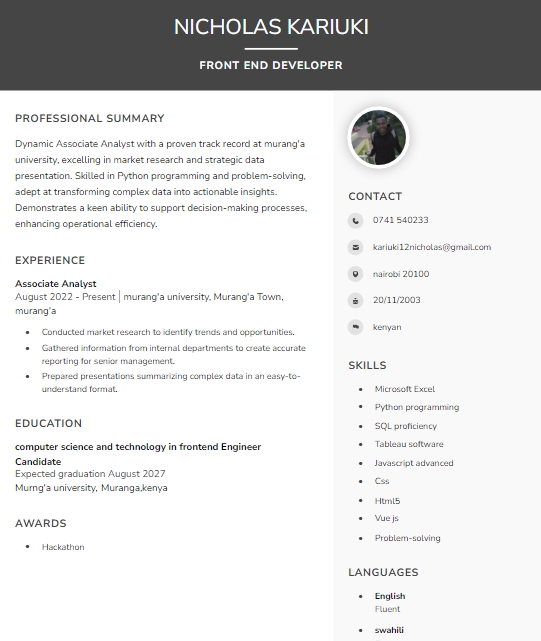 NICHOLAS KARIUKI
FRONT END DEVELOPER
PROFESSIONAL SUMMARY
Dynamic Associate Analyst with a proven track record at murang'a
university, excelling in market research and strategic data
presentation. Skilled in Python programming and problem-solving,
adept at transforming complex data into actionable insights.
Demonstrates a keen ability to support decision-making processes,
enhancing operational efficiency.
EXPERIENCE
Associate Analyst
August 2022 - Present | murang'a university, Murang'a Town,
murang'a
• Conducted market research to identify trends and opportunities.
• Gathered information from internal departments to create accurate
reporting for senior management.
• Prepared presentations summarizing complex data in an easy-to-
understand format.
EDUCATION
computer science and technology in frontend Engineer
Candidate
Expected graduation August 2027
Murng'a university, Muranga,kenya
AWARDS
• Hackathon
CONTACT
0741 540233
kariuki12nicholas@gmail.com
nairobi 20100
20/11/2003
kenyan
SKILLS
• Microsoft Excel
• Python programming
• SQL proficiency
• Tableau software
• Javascript advanced
• Css
• Html5
• Vue js
• Problem-solving
LANGUAGES
• English
Fluent
• swahili